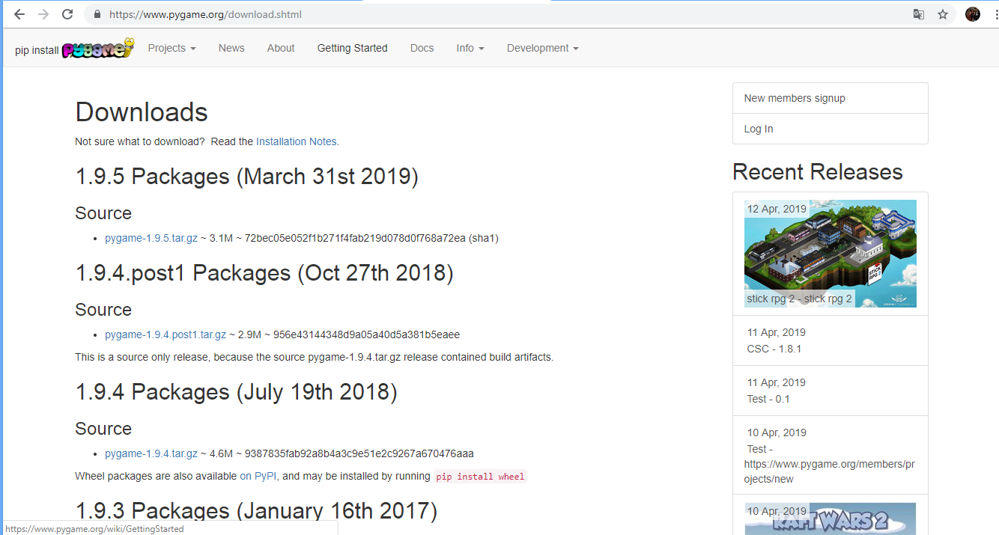 https://www.pygame.org/download.shtml
pip install pygame Projects News About Getting Started Docs Info Development
Downloads
Not sure what to download? Read the Installation Notes.
1.9.5 Packages (March 31st 2019)
Source
pygame-1.9.5.tar.gz ~ 3.1M ~ 72bec05e052f1b271f4fab219d078d0f768a72ea (sha1)
1.9.4.post1 Packages (Oct 27th 2018)
Source
pygame-1.9.4.post1.tar.gz ~ 2.9M ~ 956e43144348d9a05a40d5a381b5eaee
This is a source only release, because the source pygame-1.9.4.tar.gz release contained build artifacts.
1.9.4 Packages (July 19th 2018)
Source
pygame-1.9.4.tar.gz ~ 4.6M ~ 9387835fab92a8b4a3c9e51e2c9267a670476aaa
Wheel packages are also available on PyPI, and may be installed by running pip install wheel
1.9.3 Packages (January 16th 2017)
https://www.pygame.org/wiki/GettingStarted
New members signup
Log In
Recent Releases
12 Apr, 2019
STICK
RPG 2
stick rpg 2 - stick rpg 2
11 Apr, 2019
CSC - 1.8.1
11 Apr, 2019
Test - 0.1
10 Apr, 2019
Test -
https://www.pygame.org/members/pr
ojects/new
10 Apr, 2019
RAFT WARS 2